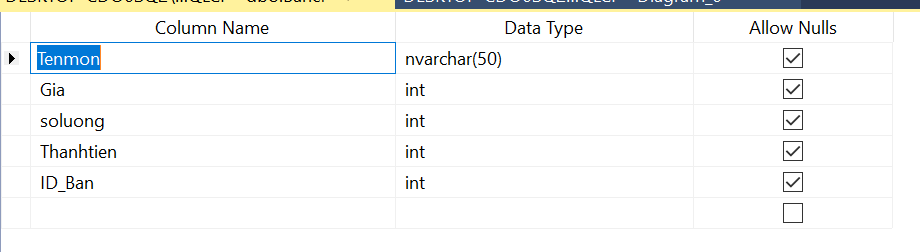 Column Name Data Type Allow Nulls
Tenmon nvarchar(50)
Gia int
soluong int
Thanhtien int
ID_Ban int